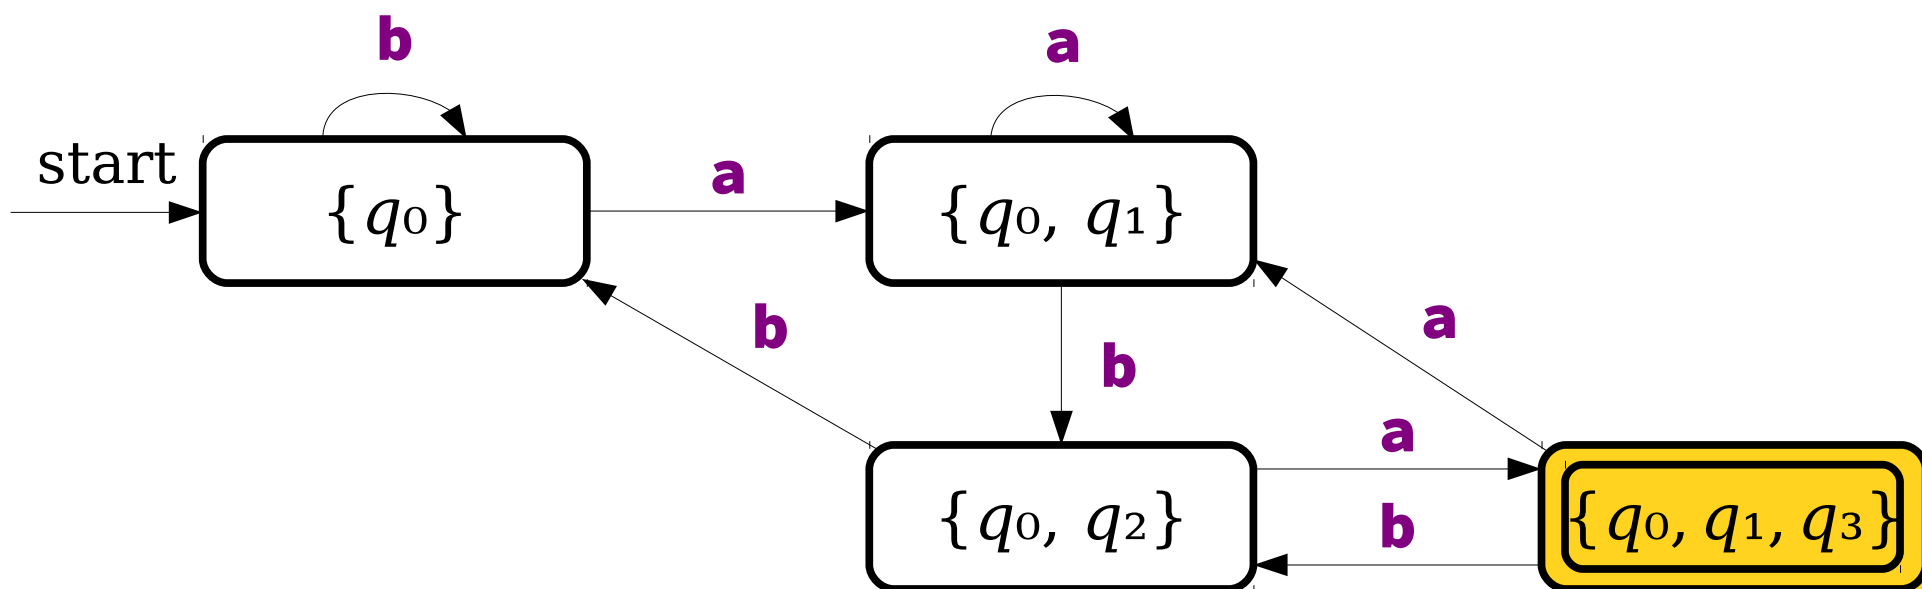 b
a
start
a
{q₀}
{q₀, q₁}
b
a
b
a
{q₀, q₂}
b
{q₀, q₁, q₃}